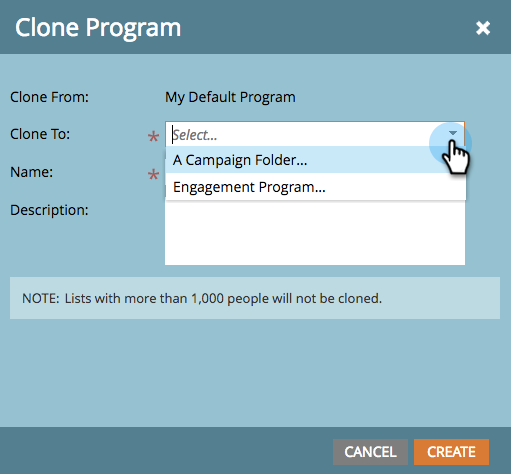 Clone Program
Clone From: My Default Program
Clone To: * Select...
A Campaign Folder...
Name: *
Engagement Program...
Description:
NOTE: Lists with more than 1,000 people will not be cloned.
CANCEL CREATE